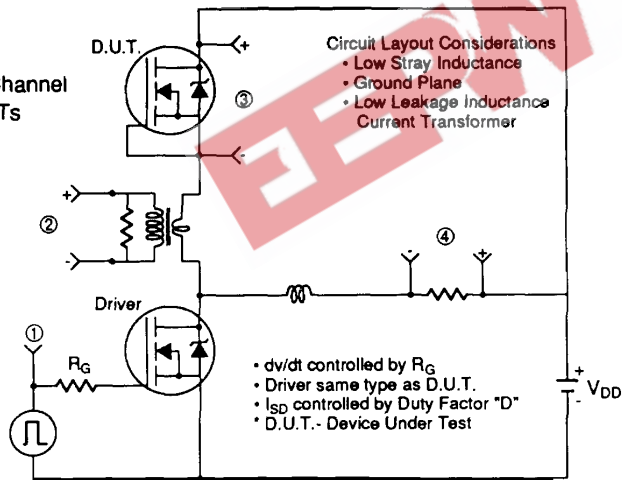 D.U.T.
+
Circuit Layout Considerations
• Low Stray Inductance
• Ground Plane
• Low Leakage Inductance
Current Transformer
hannel
Ts
③
-
EEPW
+
②
-
④
-
+
Driver
①
RG
• dv/dt controlled by RG
• Driver same type as D.U.T.
• ISD controlled by Duty Factor "D"
* D.U.T.- Device Under Test
+
VDD
-